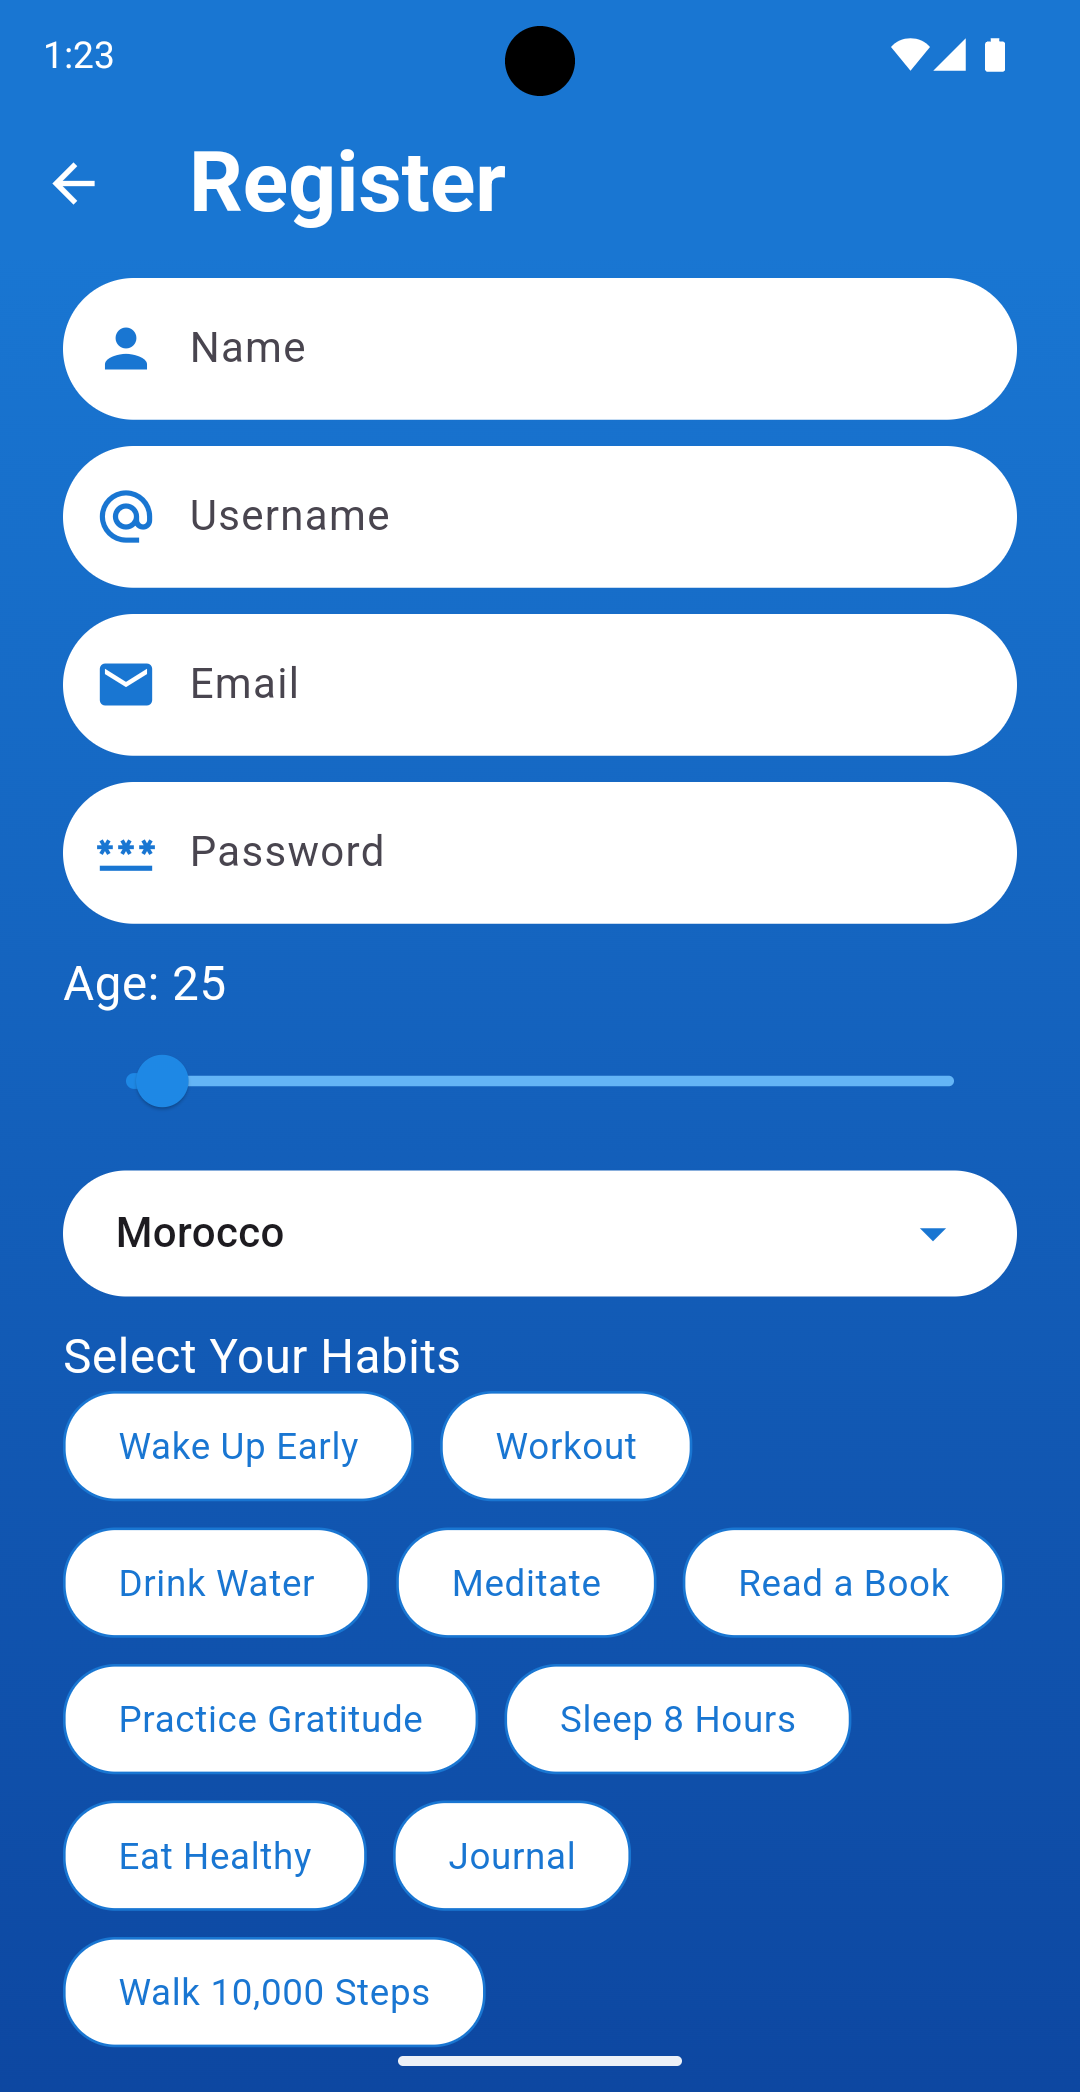 1:23
Register
Name
Username
Email
*** Password
Age: 25
Morocco
Select Your Habits
Wake Up Early Workout
Drink Water Meditate Read a Book
Practice Gratitude Sleep 8 Hours
Eat Healthy Journal
Walk 10,000 Steps